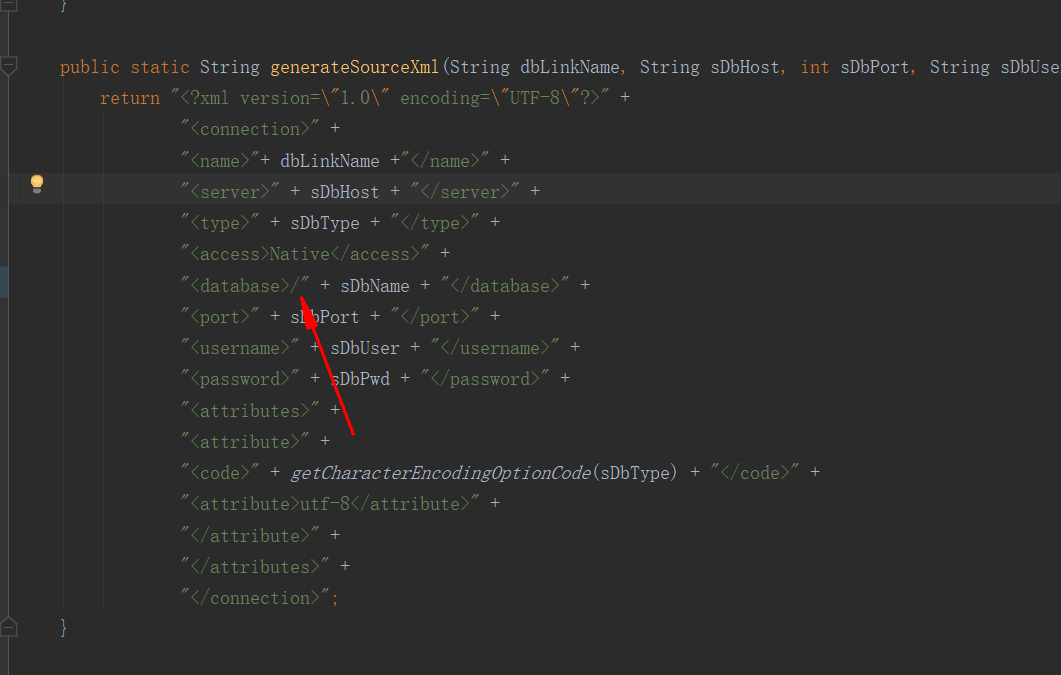 }
public static String generateSourceXml(String dbLinkName, String sDbHost, int sDbPort, String sDbUse
return "<?xml version=\"1.0\" encoding=\"UTF-8\"?>" +
"<connection>" +
"<name>"+ dbLinkName +"</name>" +
"<server>" + sDbHost + "</server>" +
"<type>" + sDbType + "</type>" +
"<access>Native</access>" +
"<database>/" + sDbName + "</database>" +
"<port>" + sDbPort + "</port>" +
"<username>" + sDbUser + "</username>" +
"<password>" + sDbPwd + "</password>" +
"<attributes>" +
"<attribute>" +
"<code>" + getCharacterEncodingOptionCode(sDbType) + "</code>" +
"<attribute>utf-8</attribute>" +
"</attribute>" +
"</attributes>" +
"</connection>";
}